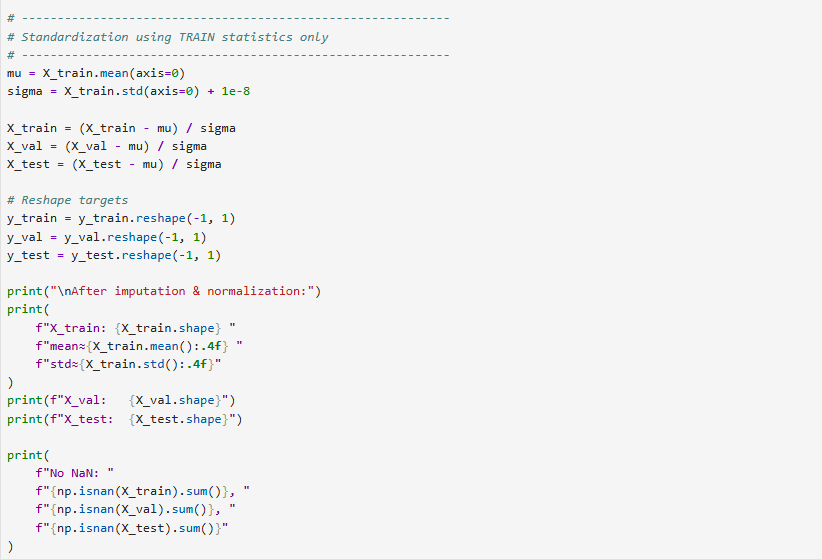 # ------------------------------------------------------------
# Standardization using TRAIN statistics only
# ------------------------------------------------------------
mu = X_train.mean(axis=0)
sigma = X_train.std(axis=0) + 1e-8

X_train = (X_train - mu) / sigma
X_val = (X_val - mu) / sigma
X_test = (X_test - mu) / sigma

# Reshape targets
y_train = y_train.reshape(-1, 1)
y_val = y_val.reshape(-1, 1)
y_test = y_test.reshape(-1, 1)

print("\nAfter imputation & normalization:")
print(
    f"X_train: {X_train.shape} "
    f"mean≈{X_train.mean():.4f} "
    f"std≈{X_train.std():.4f}"
)
print(f"X_val:   {X_val.shape}")
print(f"X_test:  {X_test.shape}")

print(
    f"No NaN: "
    f"{np.isnan(X_train).sum()}, "
    f"{np.isnan(X_val).sum()}, "
    f"{np.isnan(X_test).sum()}"
)